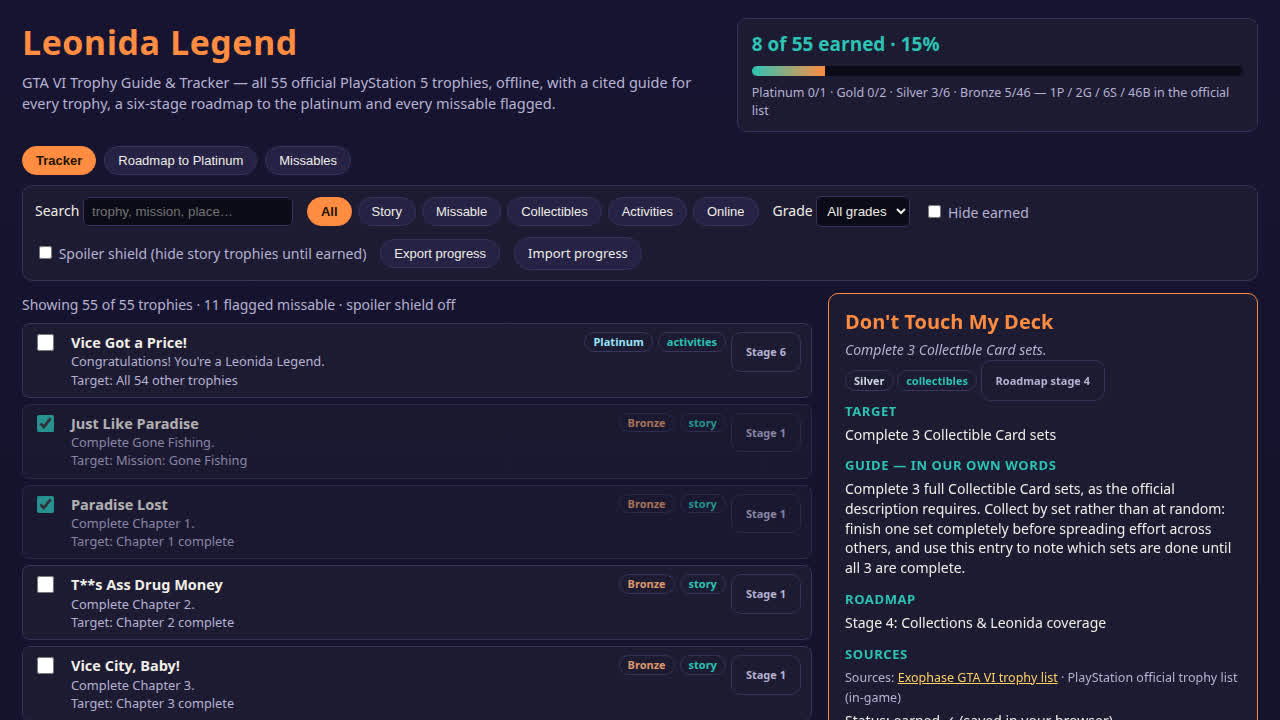 Leonida Legend
GTA VI Trophy Guide & Tracker — all 55 official PlayStation 5 trophies, offline, with a cited guide for
every trophy, a six-stage roadmap to the platinum and every missable flagged.
8 of 55 earned · 15%
Platinum 0/1 · Gold 0/2 · Silver 3/6 · Bronze 5/46 — 1P / 2G / 6S / 46B in the official
list
Tracker Roadmap to Platinum Missables
Search trophy, mission, place… All Story Missable Collectibles Activities Online Grade All grades Hide earned
Spoiler shield (hide story trophies until earned) Export progress Import progress
Showing 55 of 55 trophies · 11 flagged missable · spoiler shield off
Vice Got a Price! Platinum activities Stage 6
Congratulations! You're a Leonida Legend.
Target: All 54 other trophies
Just Like Paradise Bronze story Stage 1
Complete Gone Fishing.
Target: Mission: Gone Fishing
Paradise Lost Bronze story Stage 1
Complete Chapter 1.
Target: Chapter 1 complete
T**s Ass Drug Money Bronze story Stage 1
Complete Chapter 2.
Target: Chapter 2 complete
Vice City, Baby! Bronze story Stage 1
Complete Chapter 3.
Target: Chapter 3 complete
Don't Touch My Deck
Complete 3 Collectible Card sets.
Silver collectibles Roadmap stage 4
TARGET
Complete 3 Collectible Card sets
GUIDE — IN OUR OWN WORDS
Complete 3 full Collectible Card sets, as the official
description requires. Collect by set rather than at random:
finish one set completely before spreading effort across
others, and use this entry to note which sets are done until
all 3 are complete.
ROADMAP
Stage 4: Collections & Leonida coverage
SOURCES
Sources: Exophase GTA VI trophy list · PlayStation official trophy list
(in-game)
Status: earned ✓ (saved in your browser)